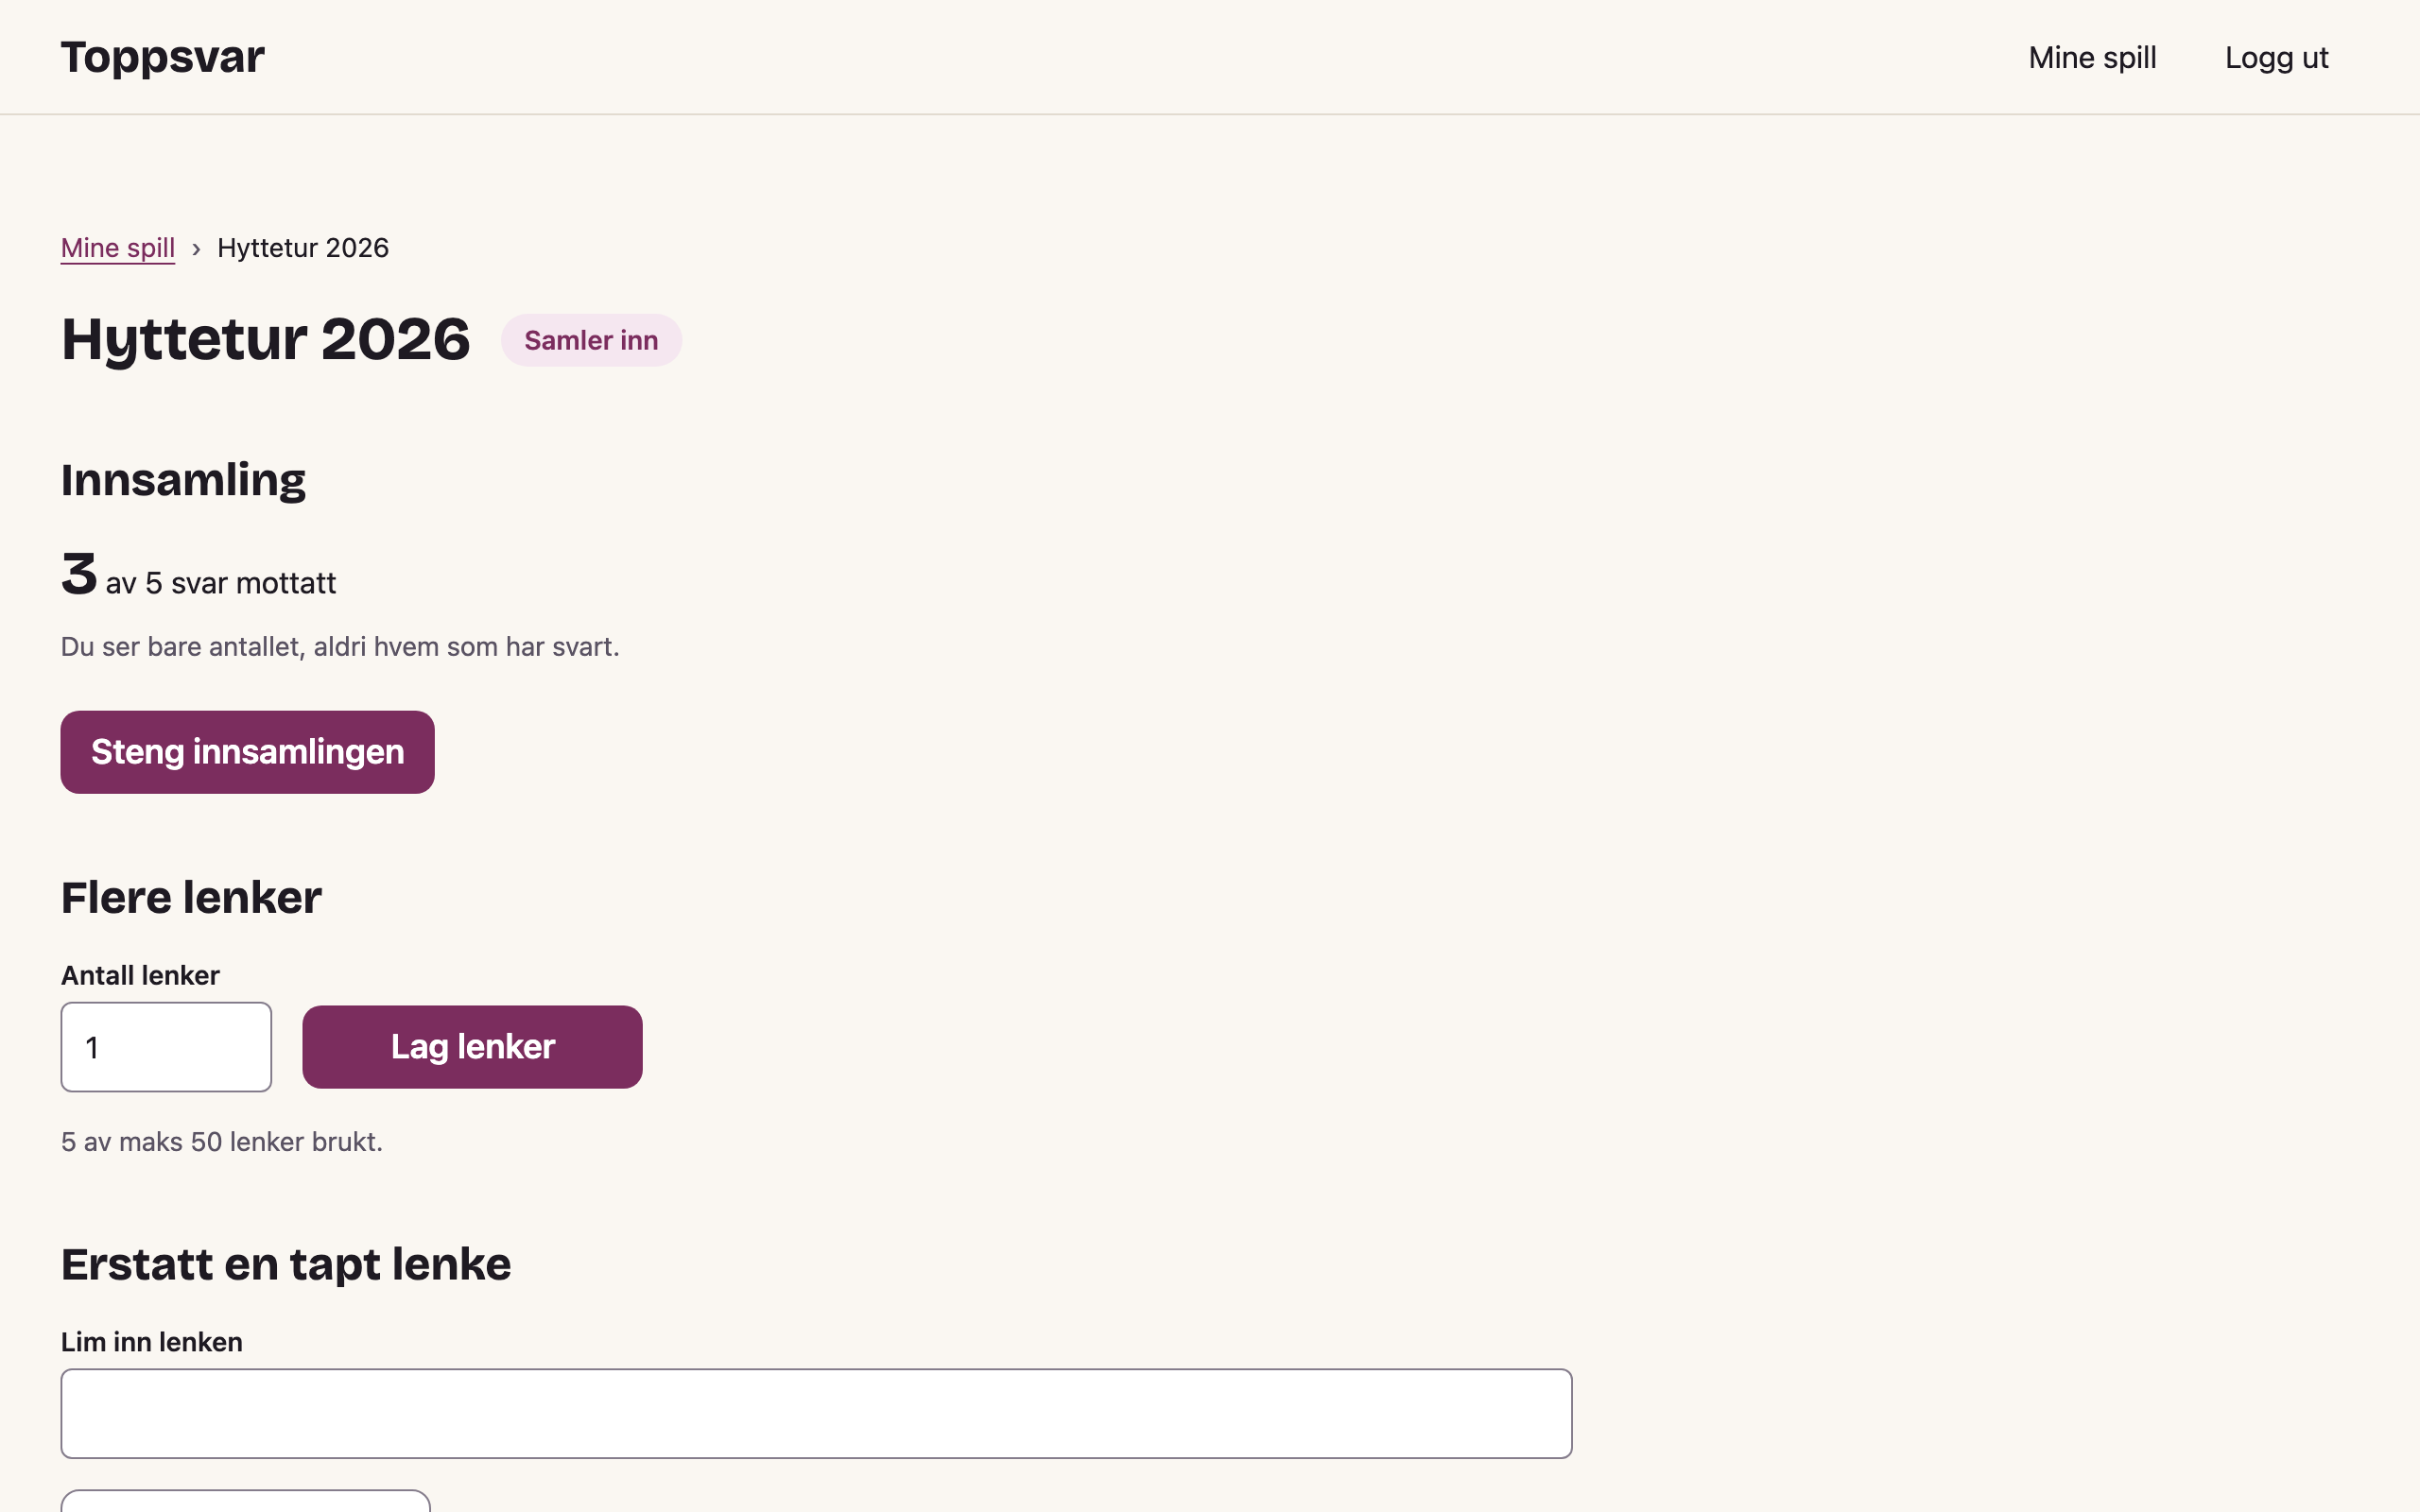 Toppsvar
Mine spill
Logg ut
Mine spill › Hyttetur 2026
Hyttetur 2026
Samler inn
Innsamling
3 av 5 svar mottatt
Du ser bare antallet, aldri hvem som har svart.
Steng innsamlingen
Flere lenker
Antall lenker
1
Lag lenker
5 av maks 50 lenker brukt.
Erstatt en tapt lenke
Lim inn lenken